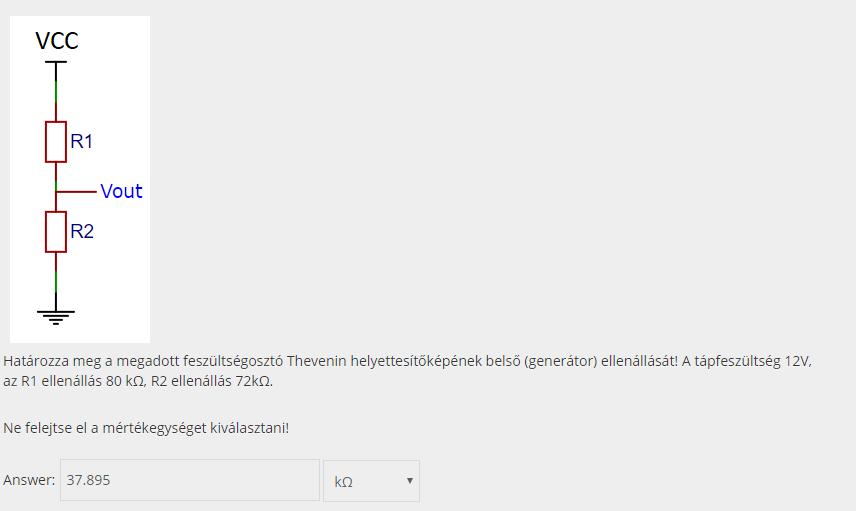 VCC
R1
Vout
R2
Határozza meg a megadott feszültségosztó Thevenin helyettesítőképének belső (generátor) ellenállását! A tápfeszültség 12V,
az R1 ellenállás 80 kΩ, R2 ellenállás 72kΩ.
Ne felejtse el a mértékegységet kiválasztani!
Answer: 37.895 kΩ